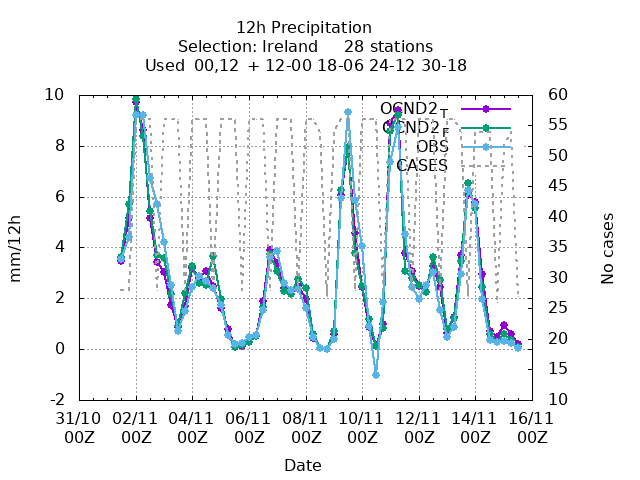 12h Precipitation
Selection: Ireland 28 stations
Used 00,12 + 12-00 18-06 24-12 30-18
10
8
6
4
2
0
-2
mm/12h
60
55
50
45
40
35
30
25
20
15
10
No cases
OCND2T
OCND2F
OBS
CASES
31/10 02/11 04/11 06/11 08/11 10/11 12/11 14/11 16/11
00Z 00Z 00Z 00Z 00Z 00Z 00Z 00Z 00Z
Date